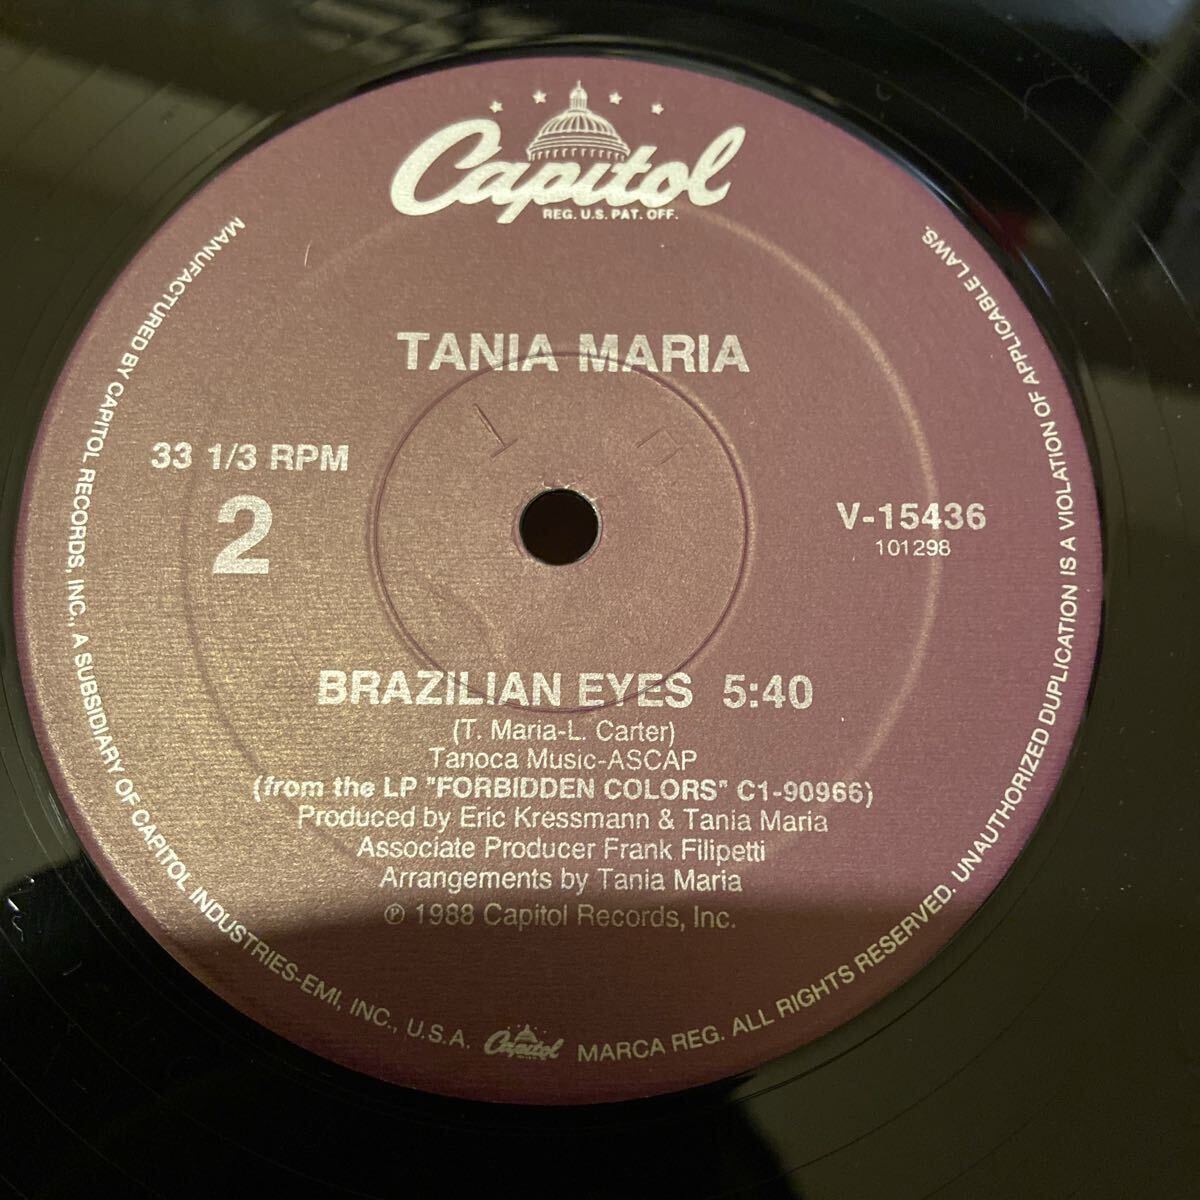 Capitol
REG. U.S. PAT. OFF.
TANIA MARIA
33 1/3 RPM
2
V-15436
101298
BRAZILIAN EYES 5:40
(T. Maria-L. Carter)
Tanoca Music-ASCAP
(from the LP "FORBIDDEN COLORS" C1-90966)
Produced by Eric Kressmann & Tania Maria
Associate Producer Frank Filipetti
Arrangements by Tania Maria
℗ 1988 Capitol Records, Inc.
MANUFACTURED BY CAPITOL RECORDS, INC., A SUBSIDIARY OF CAPITOL INDUSTRIES-EMI, INC., U.S.A. Capitol MARCA REG. ALL RIGHTS RESERVED. UNAUTHORIZED DUPLICATION IS A VIOLATION OF APPLICABLE LAWS.